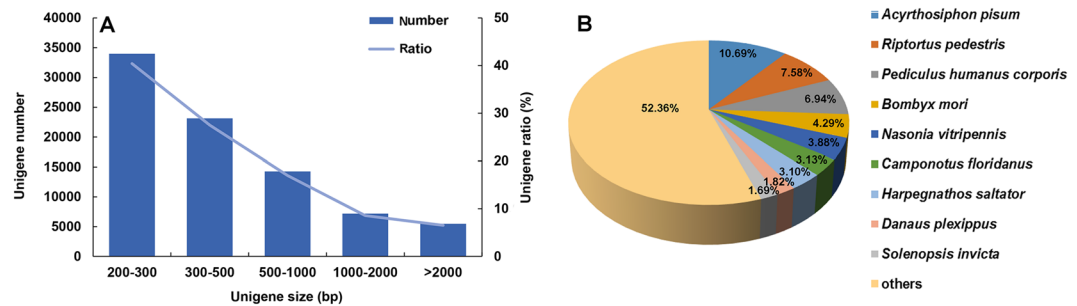 A
Number
Ratio
40000
35000
30000
25000
20000
15000
10000
5000
0
Unigene number
50
40
30
20
10
0
Unigene ratio (%)
200-300 300-500 500-1000 1000-2000 >2000
Unigene size (bp)
B
10.69%
7.58%
6.94%
4.29%
3.88%
3.13%
3.10%
1.82%
1.69%
52.36%
Acyrthosiphon pisum
Riptortus pedestris
Pediculus humanus corporis
Bombyx mori
Nasonia vitripennis
Camponotus floridanus
Harpegnathos saltator
Danaus plexippus
Solenopsis invicta
others